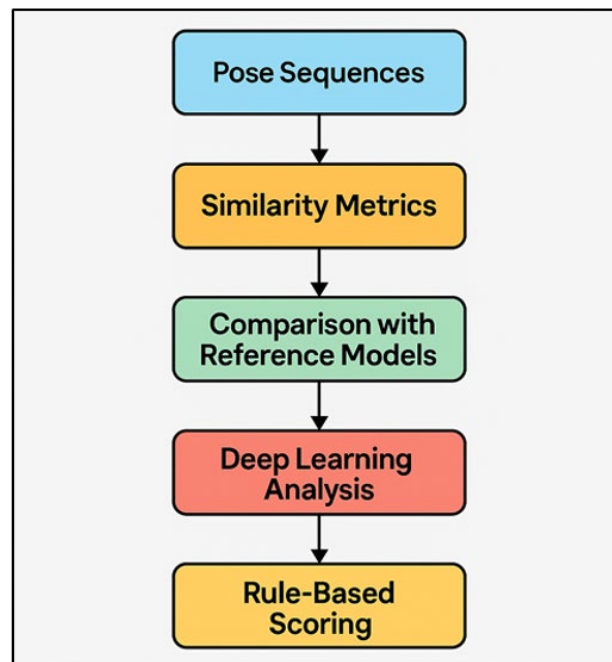 Pose Sequences
Similarity Metrics
Comparison with
Reference Models
Deep Learning
Analysis
Rule-Based
Scoring